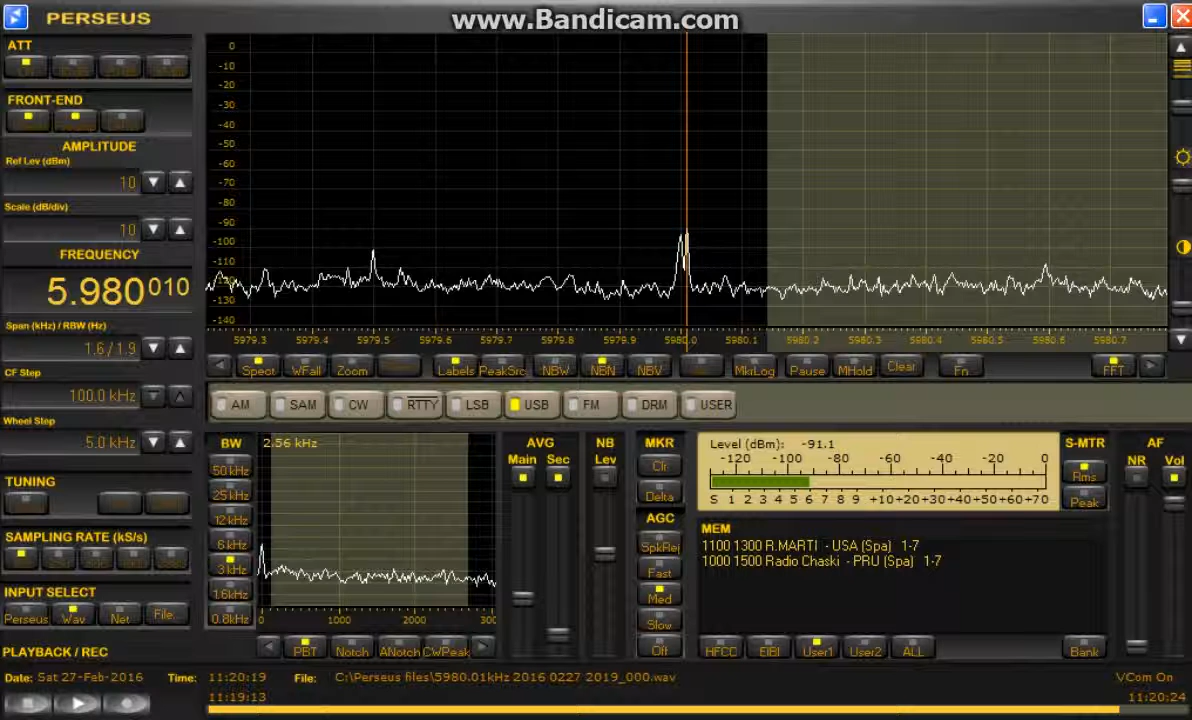 www.Bandicam.com
PERSEUS
ATT
FRONT-END
AMPLITUDE
Ref Lev (dBm)
10
Scale (dB/div)
10
FREQUENCY
5.980010
Span (kHz) / RBW (Hz)
1.6 / 1.9
CF Step
100.0 kHz
Wheel Step
5.0 kHz
TUNING
SAMPLING RATE (kS/s)
INPUT SELECT
Perseus Wav Net File
PLAYBACK / REC
0
-10
-20
-30
-40
-50
-60
-70
-80
-90
-100
-110
-120
-130
-140
5979.3 5979.4 5979.5 5979.6 5979.7 5979.8 5979.9 5980.0 5980.1 5980.2 5980.3 5980.4 5980.5 5980.6 5980.7
Spect WFall Zoom Labels PeakSrc NBW NBN NBV MkrLog Pause MHold Clear Fn FFT
AM SAM CW RTTY LSB USB FM DRM USER
BW
50 kHz
25 kHz
12 kHz
6 kHz
3 kHz
1.6kHz
0.8kHz
2.56 kHz
0 1000 2000 300
PBT Notch ANotch CWPeak
AVG
Main Sec
NB
Lev
MKR
Clr
Delta
AGC
SpkRej
Fast
Med
Slow
Off
Level (dBm): -91.1
-120 -100 -80 -60 -40 -20 0
S 1 2 3 4 5 6 7 8 9 +10+20+30+40+50+60+70
S-MTR
Rms
Peak
AF
NR Vol
MEM
1100 1300 R.MARTI - USA (Spa) 1-7
1000 1500 Radio Chaski - PRU (Spa) 1-7
HFCC EIBI User1 User2 ALL Bank
Date: Sat 27-Feb-2016 Time: 11:20:19 File: C:\Perseus files\5980.01kHz 2016 0227 2019_000.wav VCom On
11:19:13 11:20:24